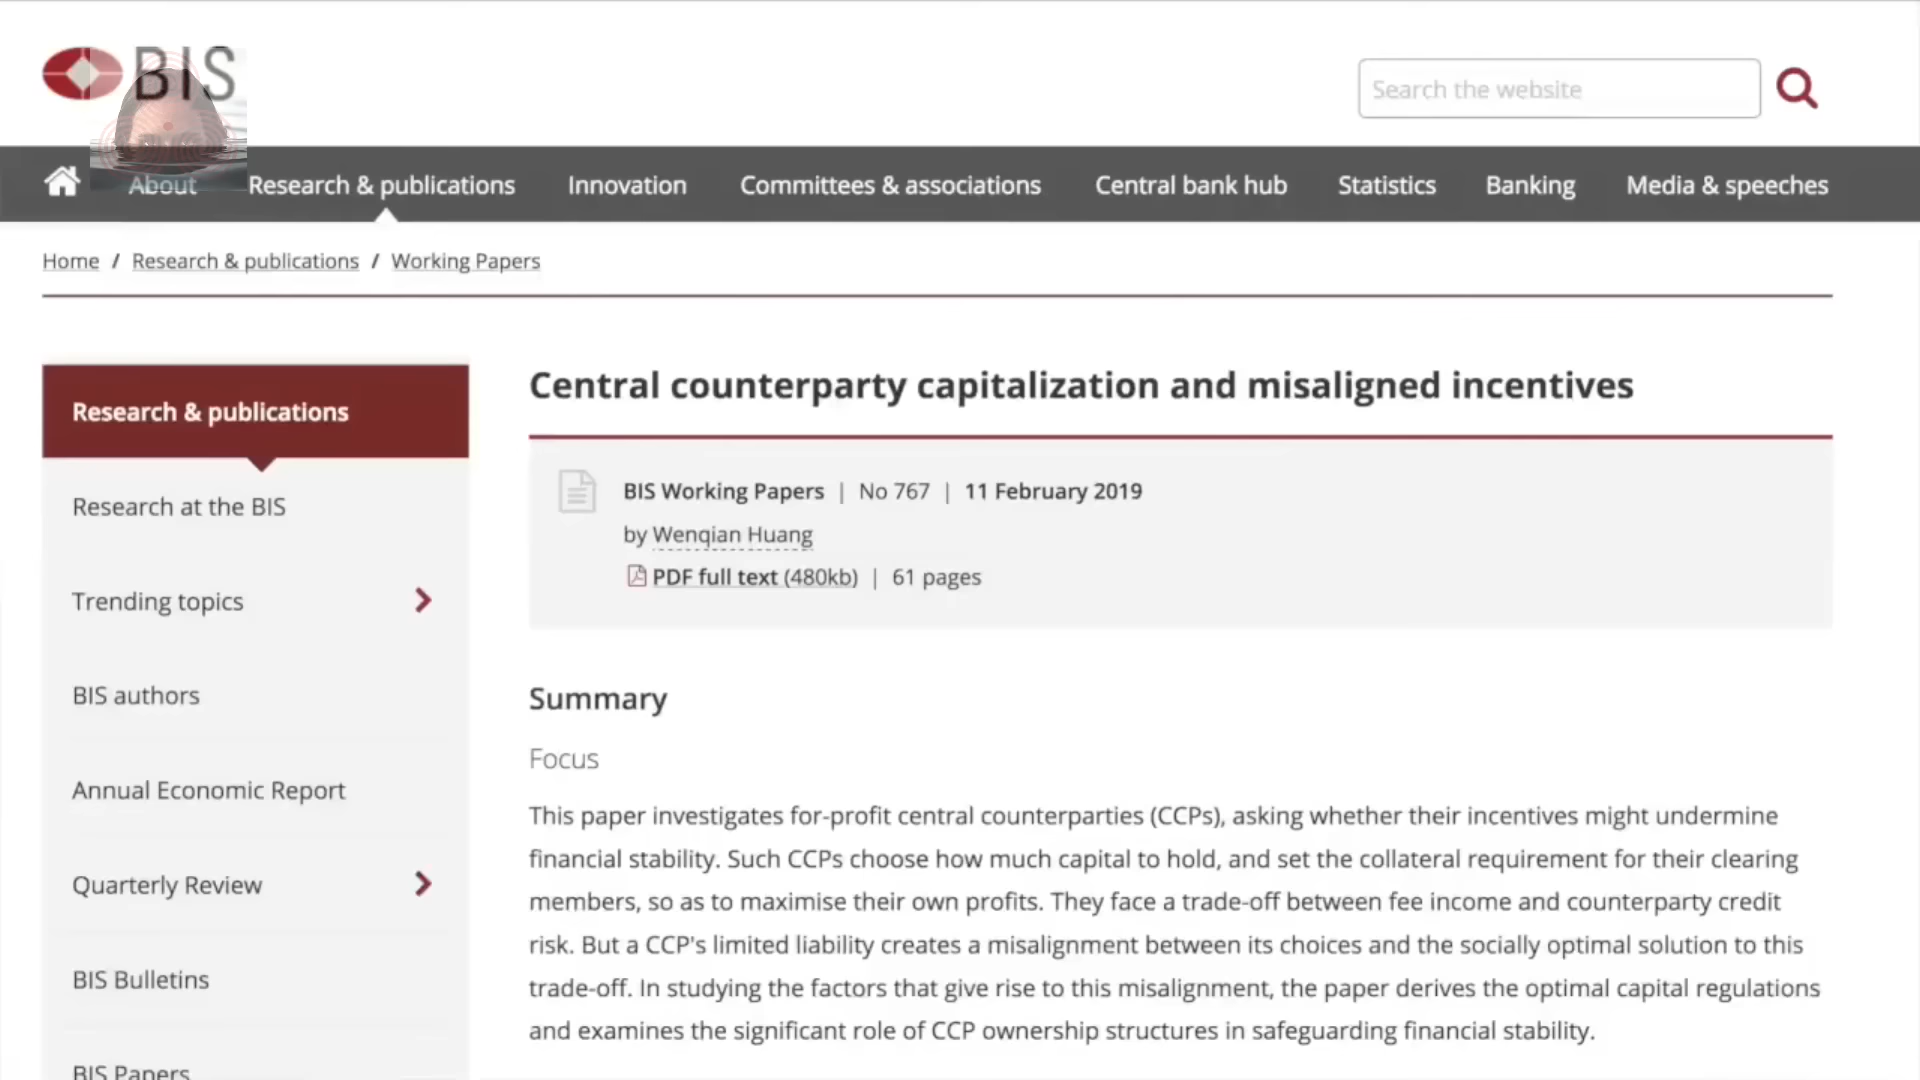 BIS
Search the website
About
Research & publications
Innovation
Committees & associations
Central bank hub
Statistics
Banking
Media & speeches
Home / Research & publications / Working Papers
Research & publications
Research at the BIS
Trending topics
BIS authors
Annual Economic Report
Quarterly Review
BIS Bulletins
BIS Papers
Central counterparty capitalization and misaligned incentives
BIS Working Papers | No 767 | 11 February 2019
by Wenqian Huang
PDF full text (480kb) | 61 pages
Summary
Focus
This paper investigates for-profit central counterparties (CCPs), asking whether their incentives might undermine
financial stability. Such CCPs choose how much capital to hold, and set the collateral requirement for their clearing
members, so as to maximise their own profits. They face a trade-off between fee income and counterparty credit
risk. But a CCP's limited liability creates a misalignment between its choices and the socially optimal solution to this
trade-off. In studying the factors that give rise to this misalignment, the paper derives the optimal capital regulations
and examines the significant role of CCP ownership structures in safeguarding financial stability.